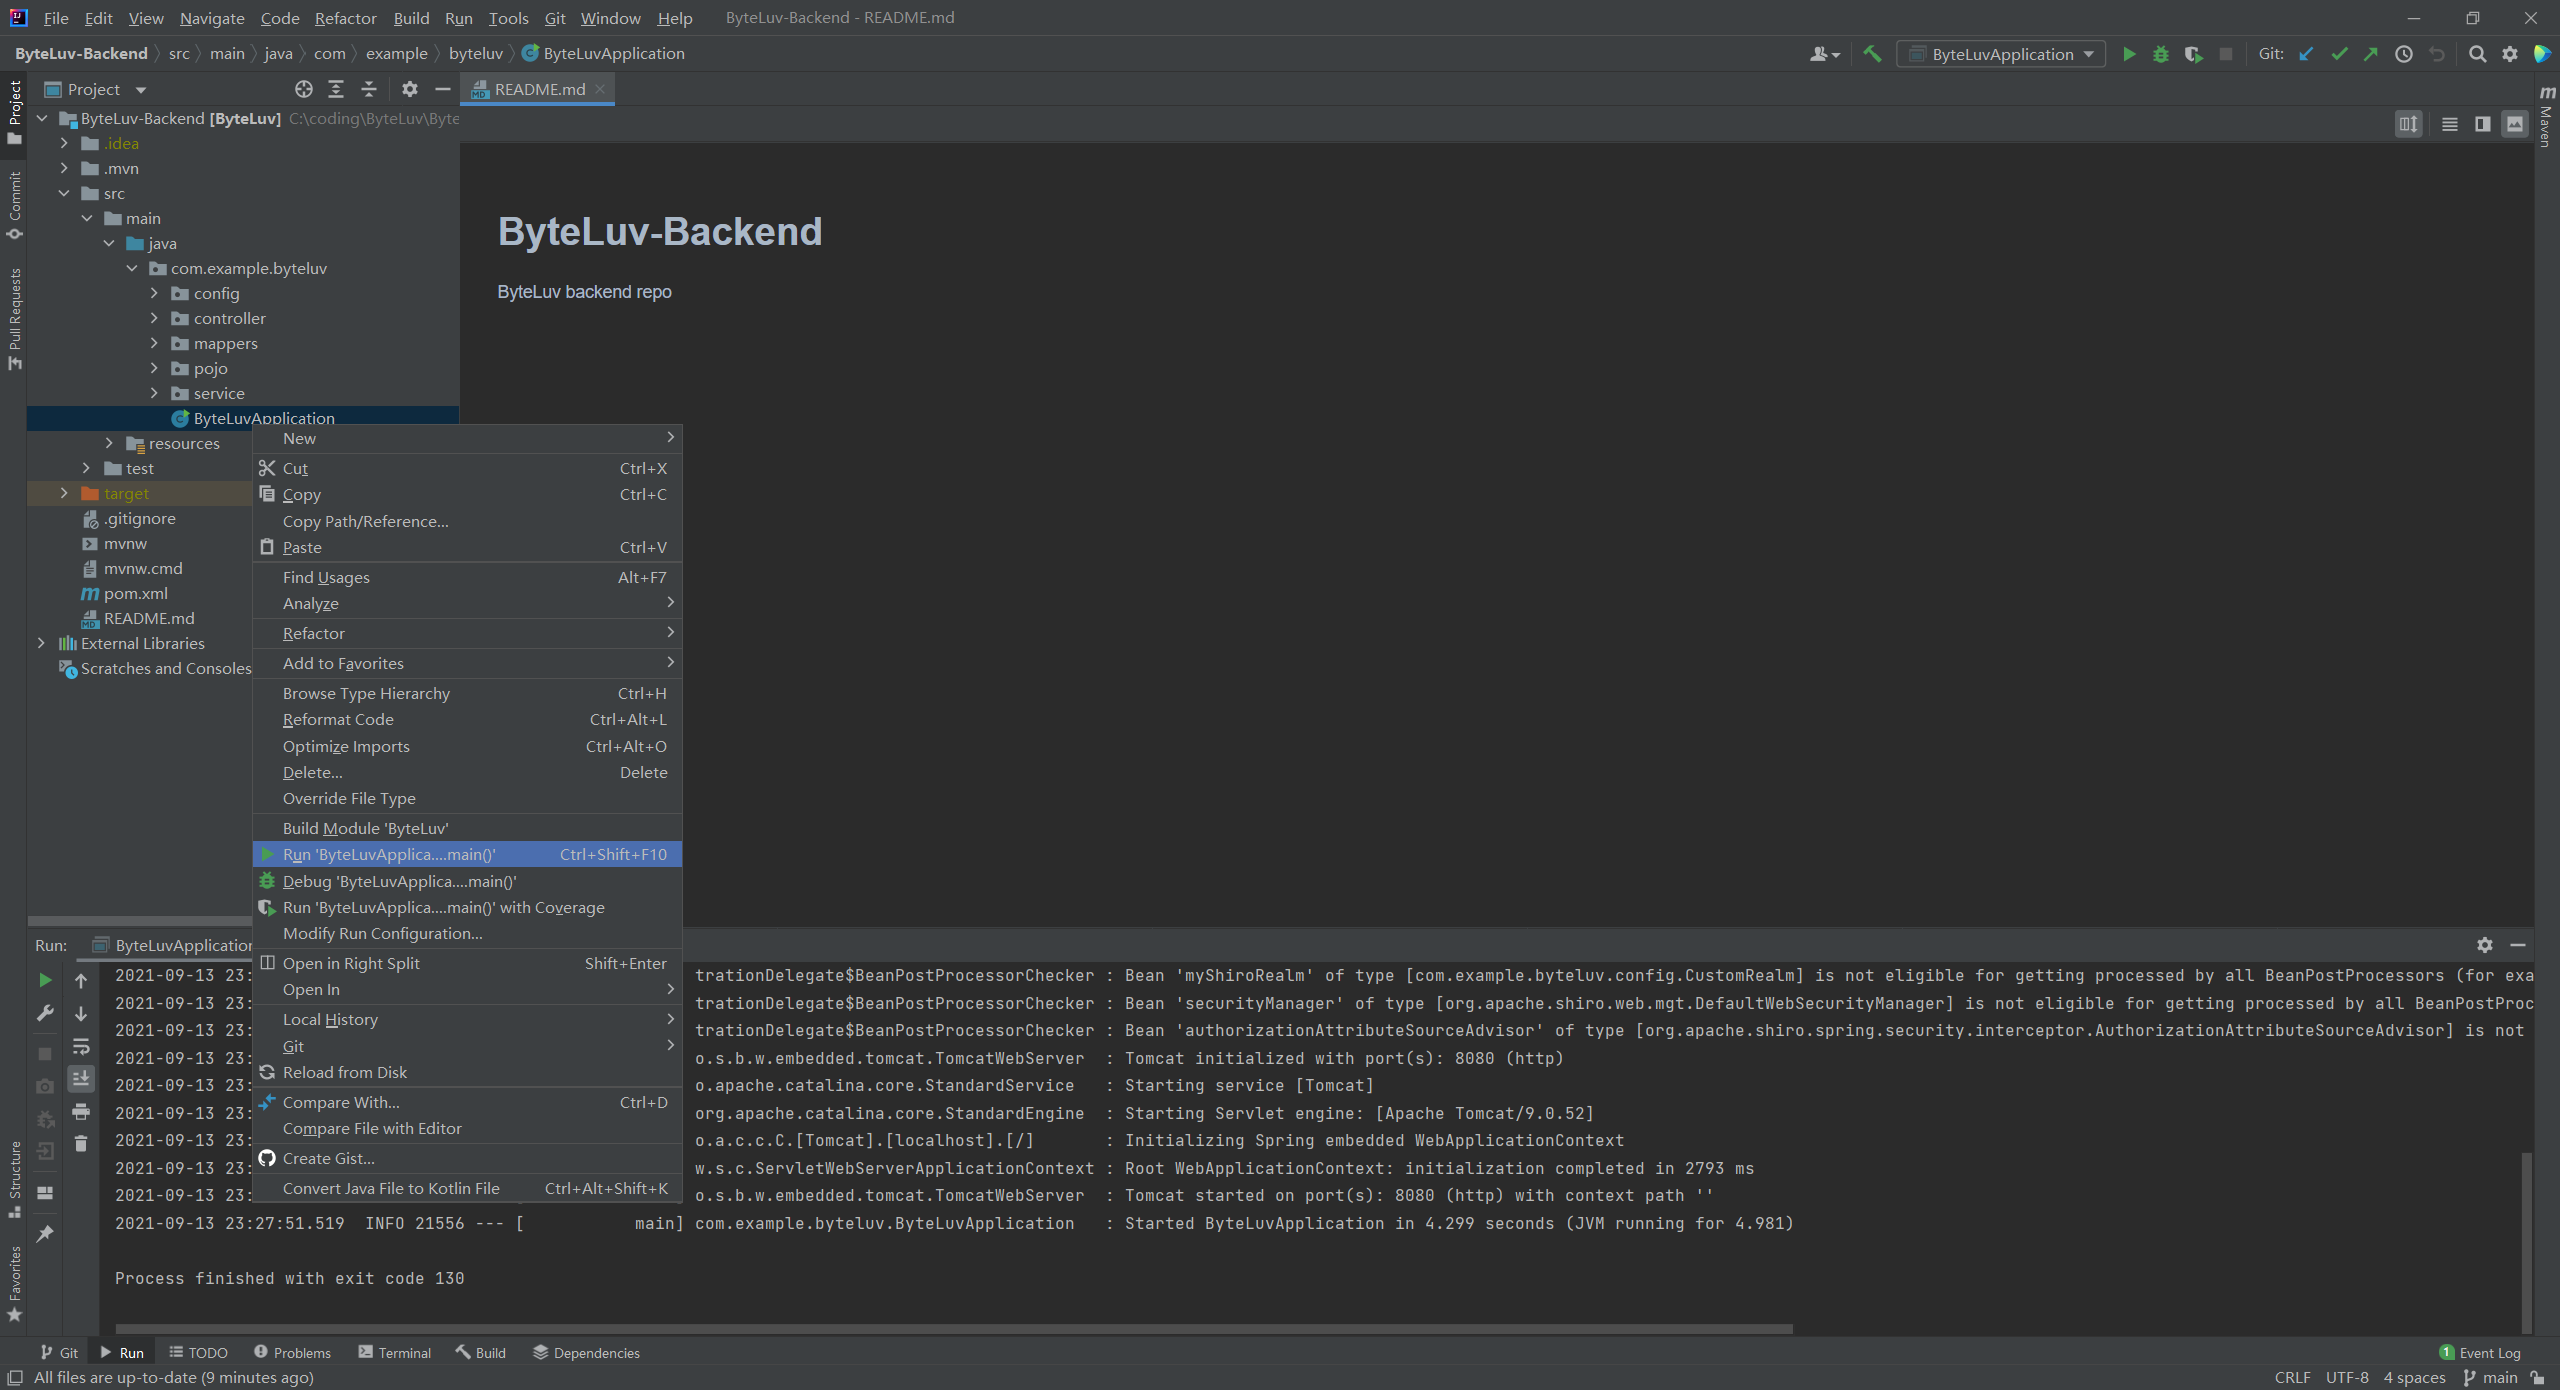 File Edit View Navigate Code Refactor Build Run Tools Git Window Help ByteLuv-Backend - README.md
ByteLuv-Backend src main java com example byteluv ByteLuvApplication
ByteLuvApplication Git:
Project
README.md
ByteLuv-Backend [ByteLuv] C:\coding\ByteLuv\Byte
.idea
.mvn
src
main
java
com.example.byteluv
config
controller
mappers
pojo
service
ByteLuvApplication
resources
test
target
.gitignore
mvnw
mvnw.cmd
pom.xml
README.md
External Libraries
Scratches and Consoles
Project
Commit
Pull Requests
Structure
Favorites
Maven
ByteLuv-Backend
ByteLuv backend repo
New
Cut Ctrl+X
Copy Ctrl+C
Copy Path/Reference...
Paste Ctrl+V
Find Usages Alt+F7
Analyze
Refactor
Add to Favorites
Browse Type Hierarchy Ctrl+H
Reformat Code Ctrl+Alt+L
Optimize Imports Ctrl+Alt+O
Delete... Delete
Override File Type
Build Module 'ByteLuv'
Run 'ByteLuvApplica....main()' Ctrl+Shift+F10
Debug 'ByteLuvApplica....main()'
Run 'ByteLuvApplica....main()' with Coverage
Modify Run Configuration...
Open in Right Split Shift+Enter
Open In
Local History
Git
Reload from Disk
Compare With... Ctrl+D
Compare File with Editor
Create Gist...
Convert Java File to Kotlin File Ctrl+Alt+Shift+K
Run: ByteLuvApplication
2021-09-13 23: trationDelegate$BeanPostProcessorChecker : Bean 'myShiroRealm' of type [com.example.byteluv.config.CustomRealm] is not eligible for getting processed by all BeanPostProcessors (for exa
2021-09-13 23: trationDelegate$BeanPostProcessorChecker : Bean 'securityManager' of type [org.apache.shiro.web.mgt.DefaultWebSecurityManager] is not eligible for getting processed by all BeanPostProc
2021-09-13 23: trationDelegate$BeanPostProcessorChecker : Bean 'authorizationAttributeSourceAdvisor' of type [org.apache.shiro.spring.security.interceptor.AuthorizationAttributeSourceAdvisor] is not
2021-09-13 23: o.s.b.w.embedded.tomcat.TomcatWebServer : Tomcat initialized with port(s): 8080 (http)
2021-09-13 23: o.apache.catalina.core.StandardService : Starting service [Tomcat]
2021-09-13 23: org.apache.catalina.core.StandardEngine : Starting Servlet engine: [Apache Tomcat/9.0.52]
2021-09-13 23: o.a.c.c.C.[Tomcat].[localhost].[/] : Initializing Spring embedded WebApplicationContext
2021-09-13 23: w.s.c.ServletWebServerApplicationContext : Root WebApplicationContext: initialization completed in 2793 ms
2021-09-13 23: o.s.b.w.embedded.tomcat.TomcatWebServer : Tomcat started on port(s): 8080 (http) with context path ''
2021-09-13 23:27:51.519 INFO 21556 --- [ main] com.example.byteluv.ByteLuvApplication : Started ByteLuvApplication in 4.299 seconds (JVM running for 4.981)
Process finished with exit code 130
Git Run TODO Problems Terminal Build Dependencies 1 Event Log
All files are up-to-date (9 minutes ago) CRLF UTF-8 4 spaces main